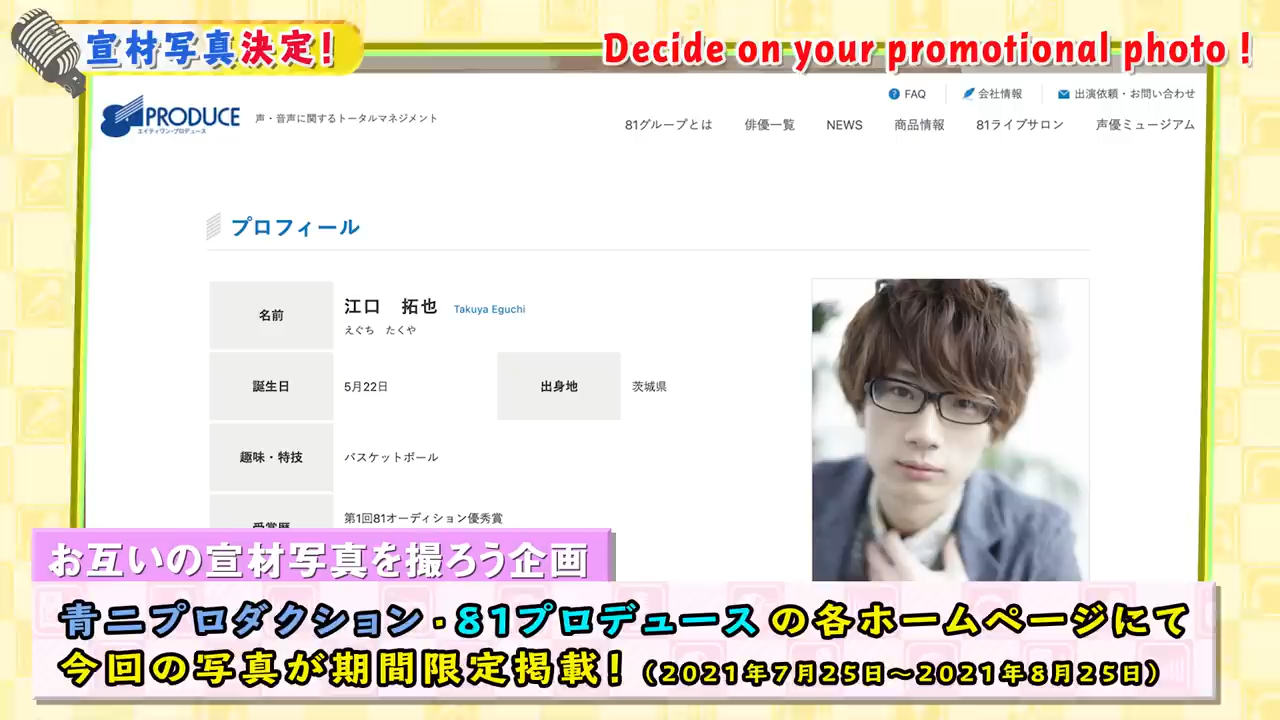 宣材写真決定!
Decide on your promotional photo !
PRODUCE
エイティワン・プロデュース
声・音声に関するトータルマネジメント
FAQ
会社情報
出演依頼・お問い合わせ
81グループとは
俳優一覧
NEWS
商品情報
81ライブサロン
声優ミュージアム
プロフィール
名前
江口 拓也 Takuya Eguchi
えぐち たくや
誕生日
5月22日
出身地
茨城県
趣味・特技
バスケットボール
受賞歴
第1回81オーディション優秀賞
お互いの宣材写真を撮ろう企画
青二プロダクション・81プロデュースの各ホームページにて
今回の写真が期間限定掲載!(2021年7月25日〜2021年8月25日)